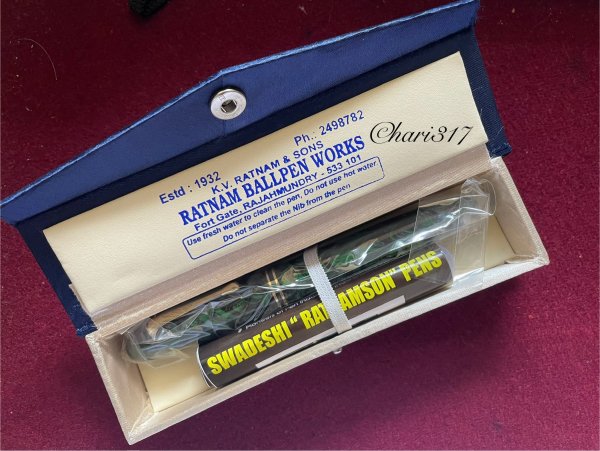 Chari317
Estd : 1932
Ph.: 2498782
K.V. RATNAM & SONS
RATNAM BALLPEN WORKS
Fort Gate, RAJAHMUNDRY - 533 101
Use fresh water to clean the pen, Do not use hot water
Do not separate the Nib from the pen
SWADESHI " RATNAMSON" PENS